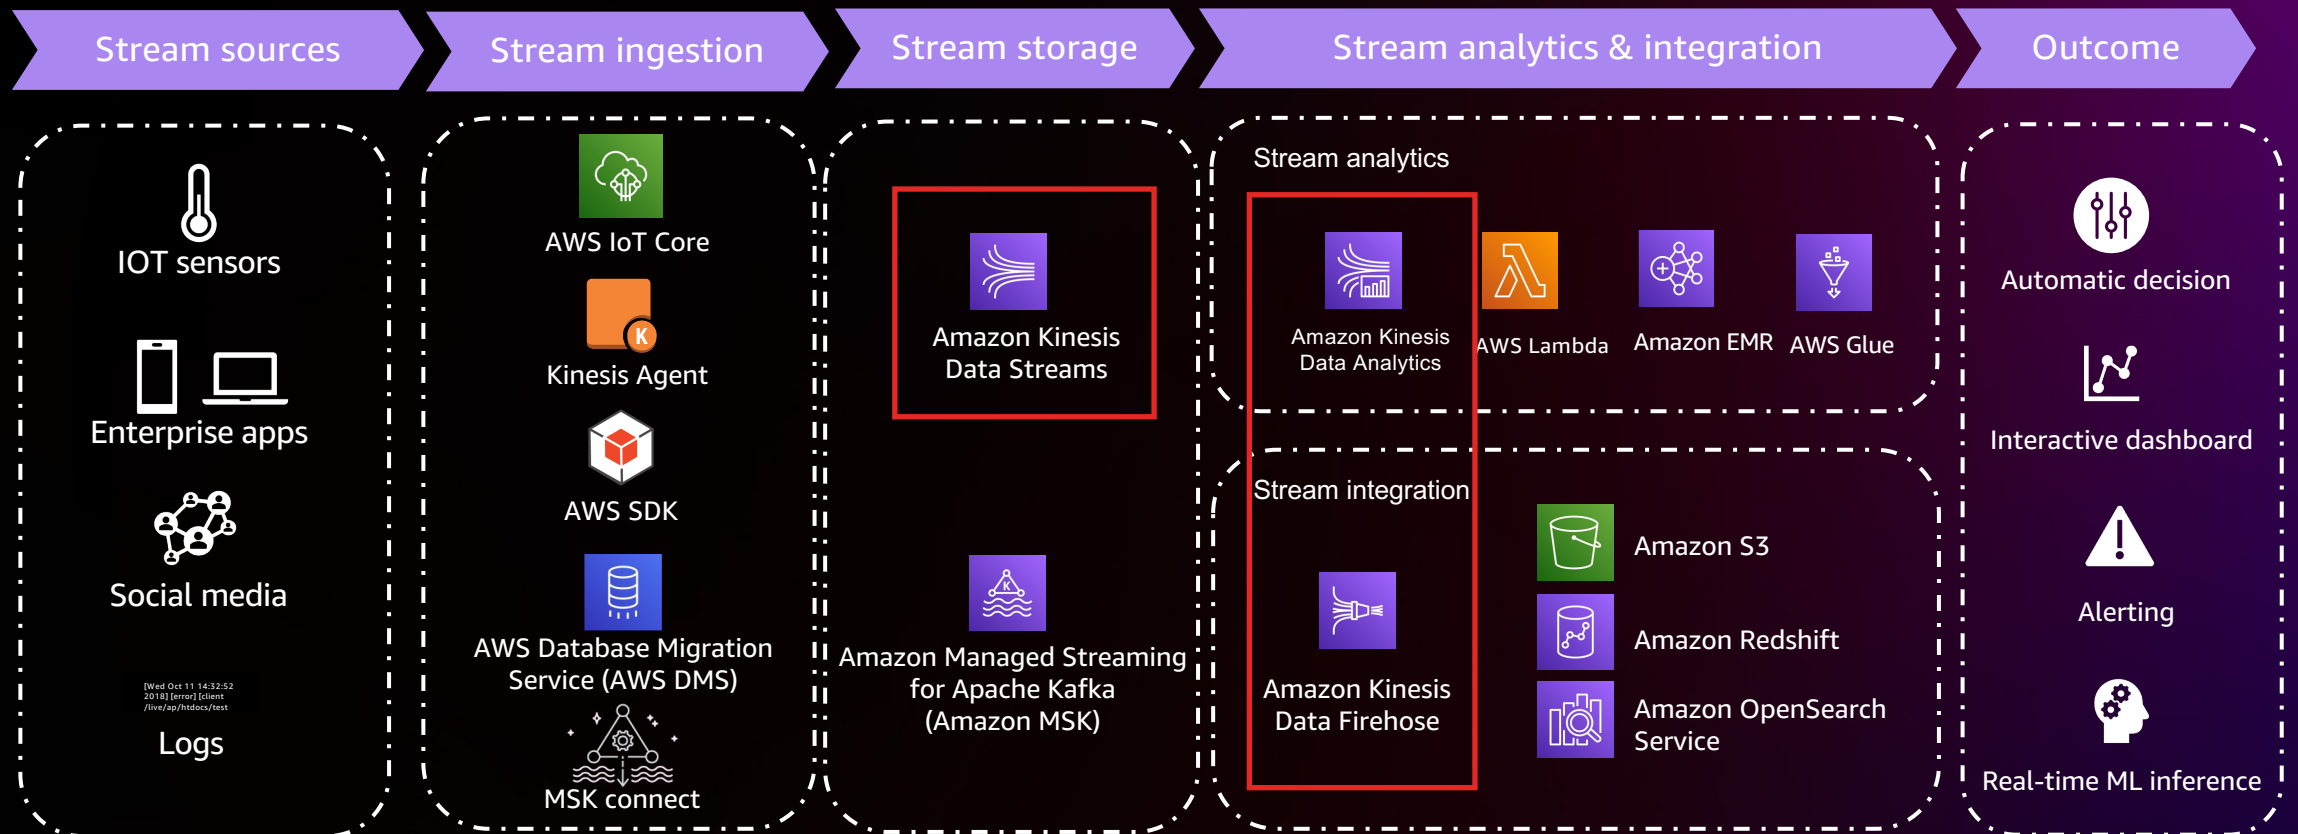 Stream sources
Stream ingestion
Stream storage
Stream analytics & integration
Outcome
IOT sensors
Enterprise apps
Social media
[Wed Oct 11 14:32:52
2018] [error] [client
/live/ap/htdocs/test
Logs
AWS IoT Core
K
Kinesis Agent
AWS SDK
AWS Database Migration
Service (AWS DMS)
MSK connect
Amazon Kinesis
Data Streams
K
Amazon Managed Streaming
for Apache Kafka
(Amazon MSK)
Stream analytics
Amazon Kinesis
Data Analytics
AWS Lambda
Amazon EMR
AWS Glue
Stream integration
Amazon Kinesis
Data Firehose
Amazon S3
Amazon Redshift
Amazon OpenSearch
Service
Automatic decision
Interactive dashboard
Alerting
Real-time ML inference